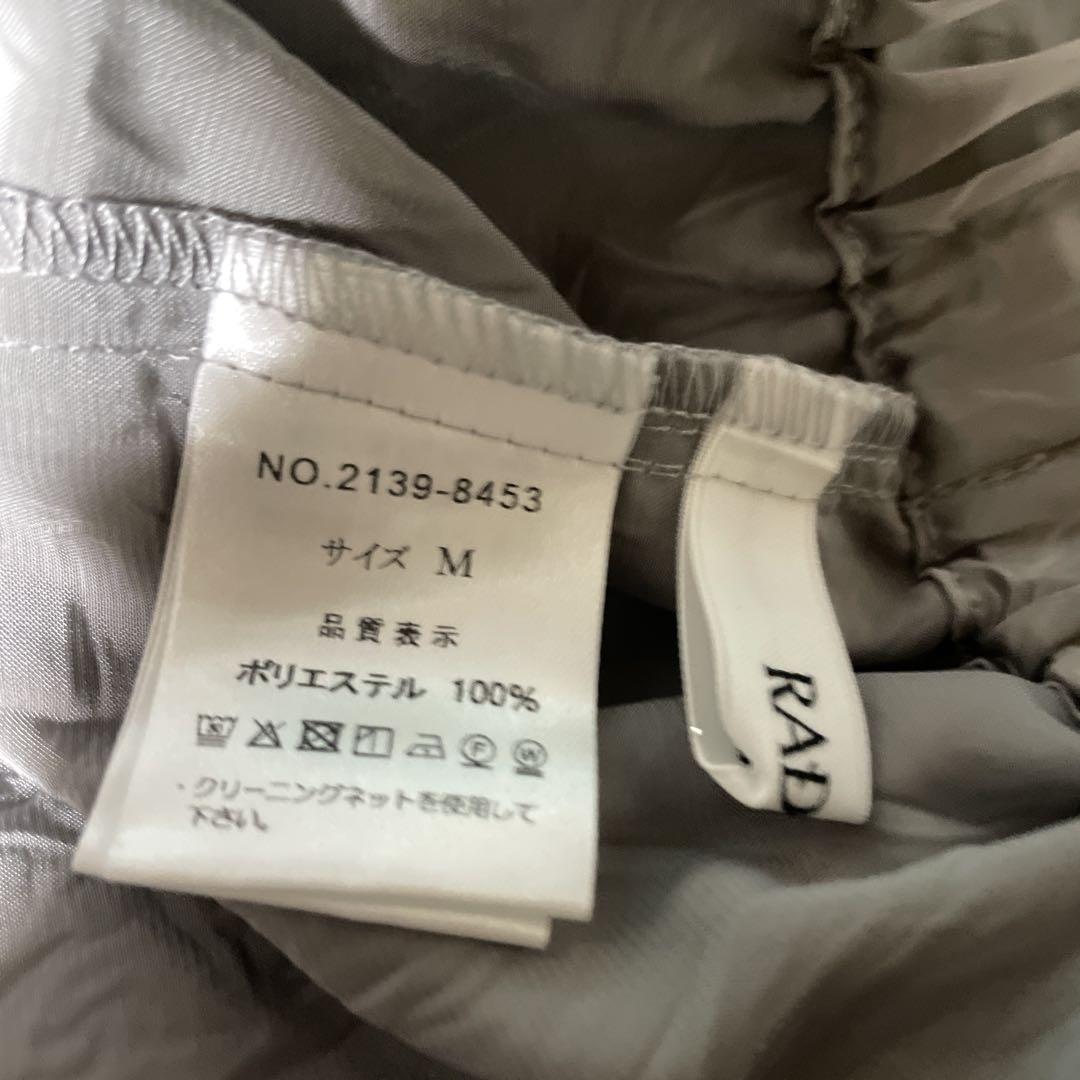 NO.2139-8453
サイズ M
品質表示
ポリエステル 100%
F W
・クリーニングネットを使用して
下さい。
RAD